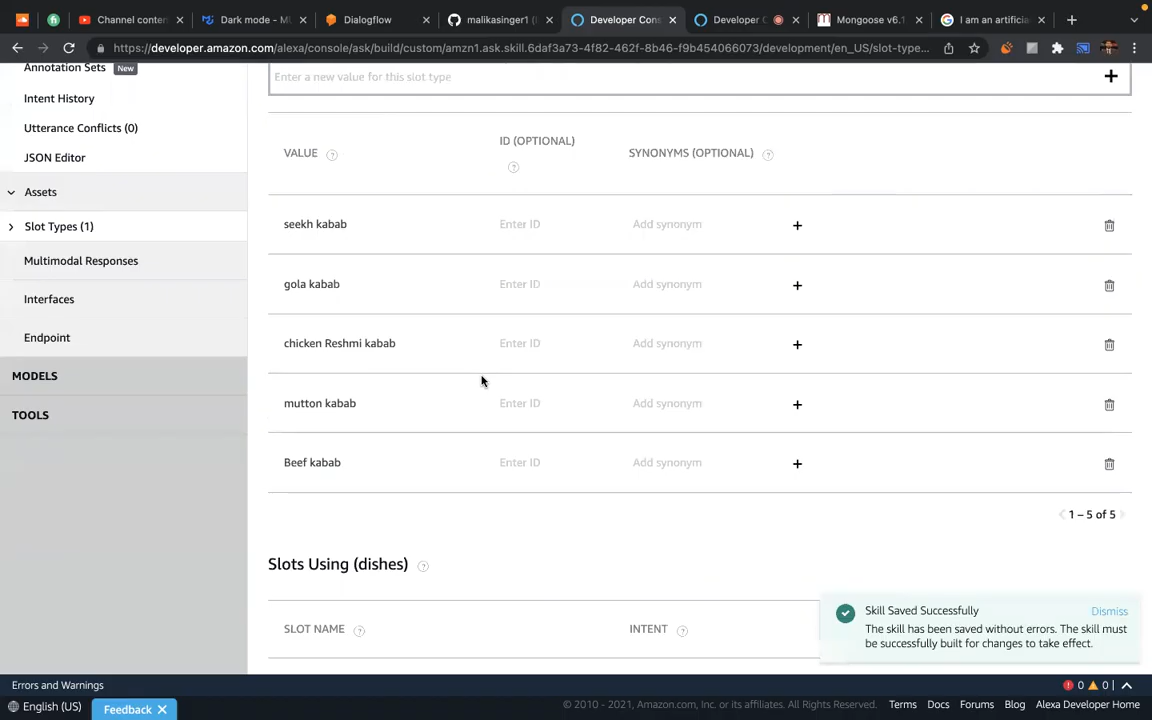 Channel conten
Dark mode - M
Dialogflow
malikasinger1 (
Developer Cons
Developer C
Mongoose v6.1
I am an artificia
https://developer.amazon.com/alexa/console/ask/build/custom/amzn1.ask.skill.6daf3a73-4f82-462f-8b46-f9b454066073/development/en_US/slot-type...
Annotation Sets New
Intent History
Utterance Conflicts (0)
JSON Editor
Assets
Slot Types (1)
Multimodal Responses
Interfaces
Endpoint
MODELS
TOOLS
Enter a new value for this slot type
VALUE ID (OPTIONAL) SYNONYMS (OPTIONAL)
seekh kabab Enter ID Add synonym
gola kabab Enter ID Add synonym
chicken Reshmi kabab Enter ID Add synonym
mutton kabab Enter ID Add synonym
Beef kabab Enter ID Add synonym
1 – 5 of 5
Slots Using (dishes)
SLOT NAME INTENT
Skill Saved Successfully Dismiss
The skill has been saved without errors. The skill must
be successfully built for changes to take effect.
Errors and Warnings 0 0
English (US) Feedback © 2010 - 2021, Amazon.com, Inc. or its affiliates. All Rights Reserved. Terms Docs Forums Blog Alexa Developer Home